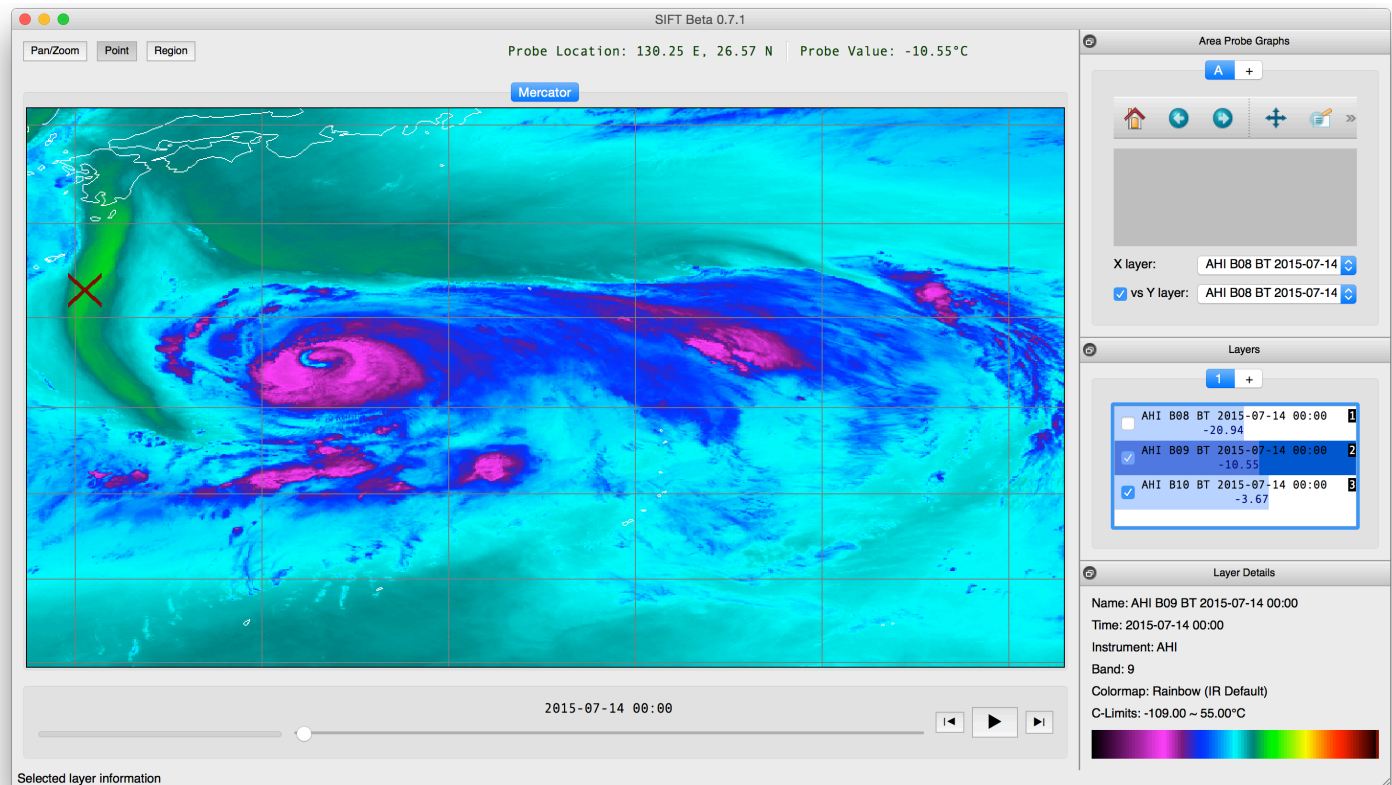 SIFT Beta 0.7.1
Pan/Zoom Point Region
Probe Location: 130.25 E, 26.57 N Probe Value: -10.55°C
Mercator
2015-07-14 00:00
Selected layer information
Area Probe Graphs
A +
»
X layer: AHI B08 BT 2015-07-14
vs Y layer: AHI B08 BT 2015-07-14
Layers
1 +
AHI B08 BT 2015-07-14 00:00 1
-20.94
AHI B09 BT 2015-07-14 00:00 2
-10.55
AHI B10 BT 2015-07-14 00:00 3
-3.67
Layer Details
Name: AHI B09 BT 2015-07-14 00:00
Time: 2015-07-14 00:00
Instrument: AHI
Band: 9
Colormap: Rainbow (IR Default)
C-Limits: -109.00 ~ 55.00°C